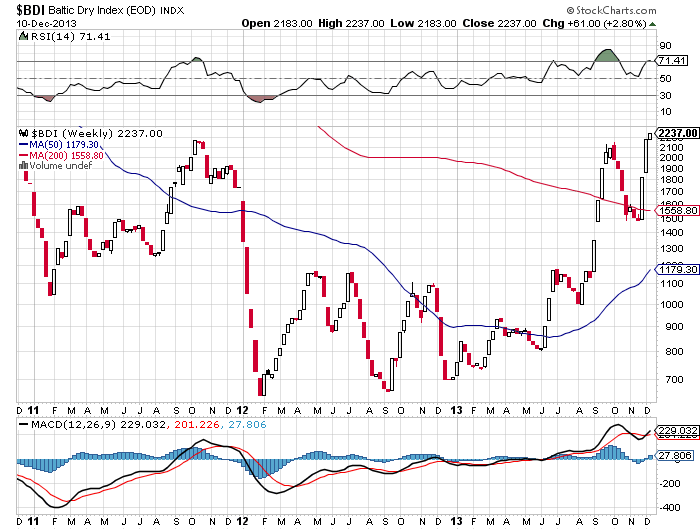 $BDI Baltic Dry Index (EOD) INDX
© StockCharts.com
10-Dec-2013
Open 2183.00 High 2237.00 Low 2183.00 Close 2237.00 Chg +61.00 (+2.80%)
RSI(14) 71.41
90
71.41
50
30
10
$BDI (Weekly) 2237.00
MA(50) 1179.30
MA(200) 1558.80
Volume undef
2237.00
2100
2000
1900
1800
1700
1600
1558.80
1500
1400
1300
1200
1179.30
1100
1000
900
800
700
D 11 F M A M J J A S O N D 12 F M A M J J A S O N D 13 F M A M J J A S O N D
MACD(12,26,9) 229.032, 201.226, 27.806
229.032
27.806
-200
-400
D 11 F M A M J J A S O N D 12 F M A M J J A S O N D 13 F M A M J J A S O N D